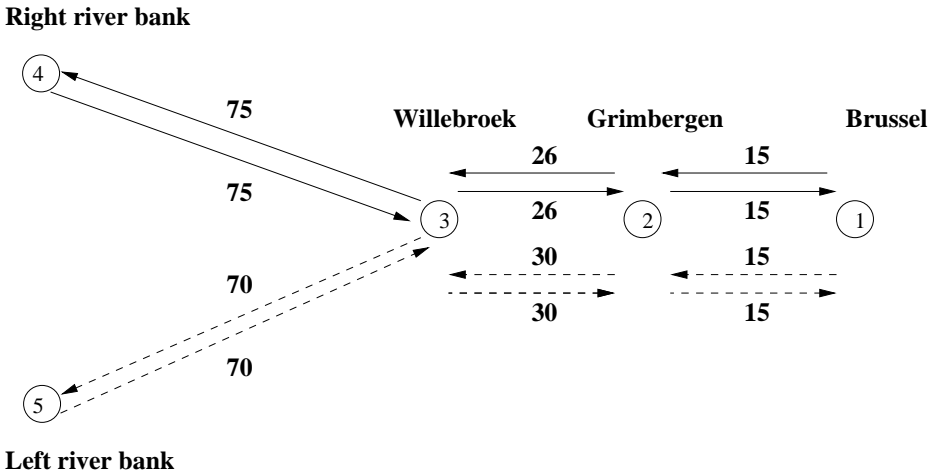 Right river bank
4
75
Willebroek Grimbergen Brussel
26 15
75
26 15
3 2 1
30 15
70
30 15
70
5
Left river bank